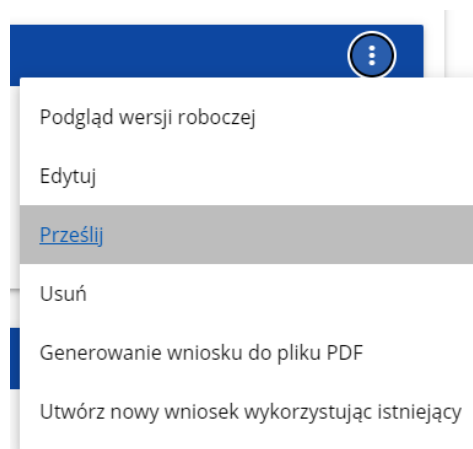 Podgląd wersji roboczej
Edytuj
Prześlij
Usuń
Generowanie wniosku do pliku PDF
Utwórz nowy wniosek wykorzystując istniejący